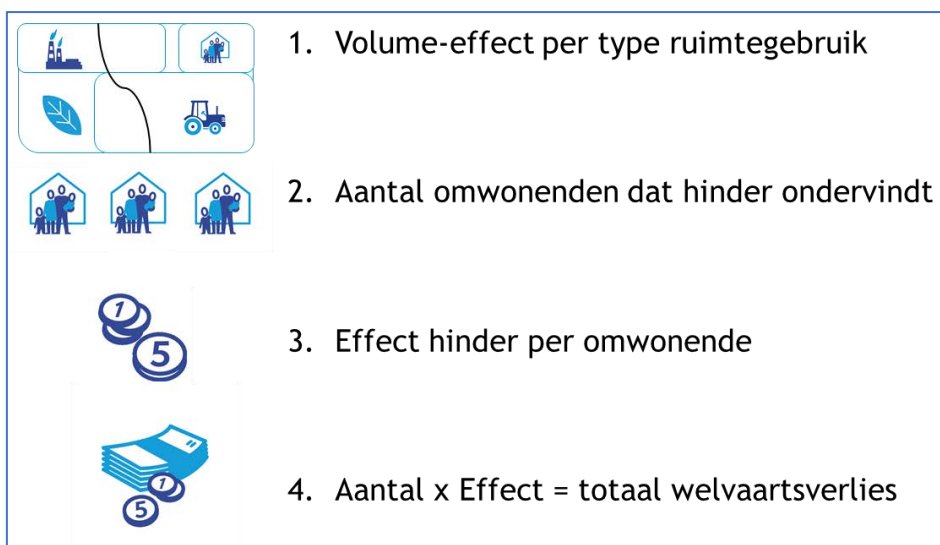 1. Volume-effect per type ruimtegebruik
2. Aantal omwonenden dat hinder ondervindt
1
5
3. Effect hinder per omwonende
1
5
4. Aantal x Effect = totaal welvaartsverlies